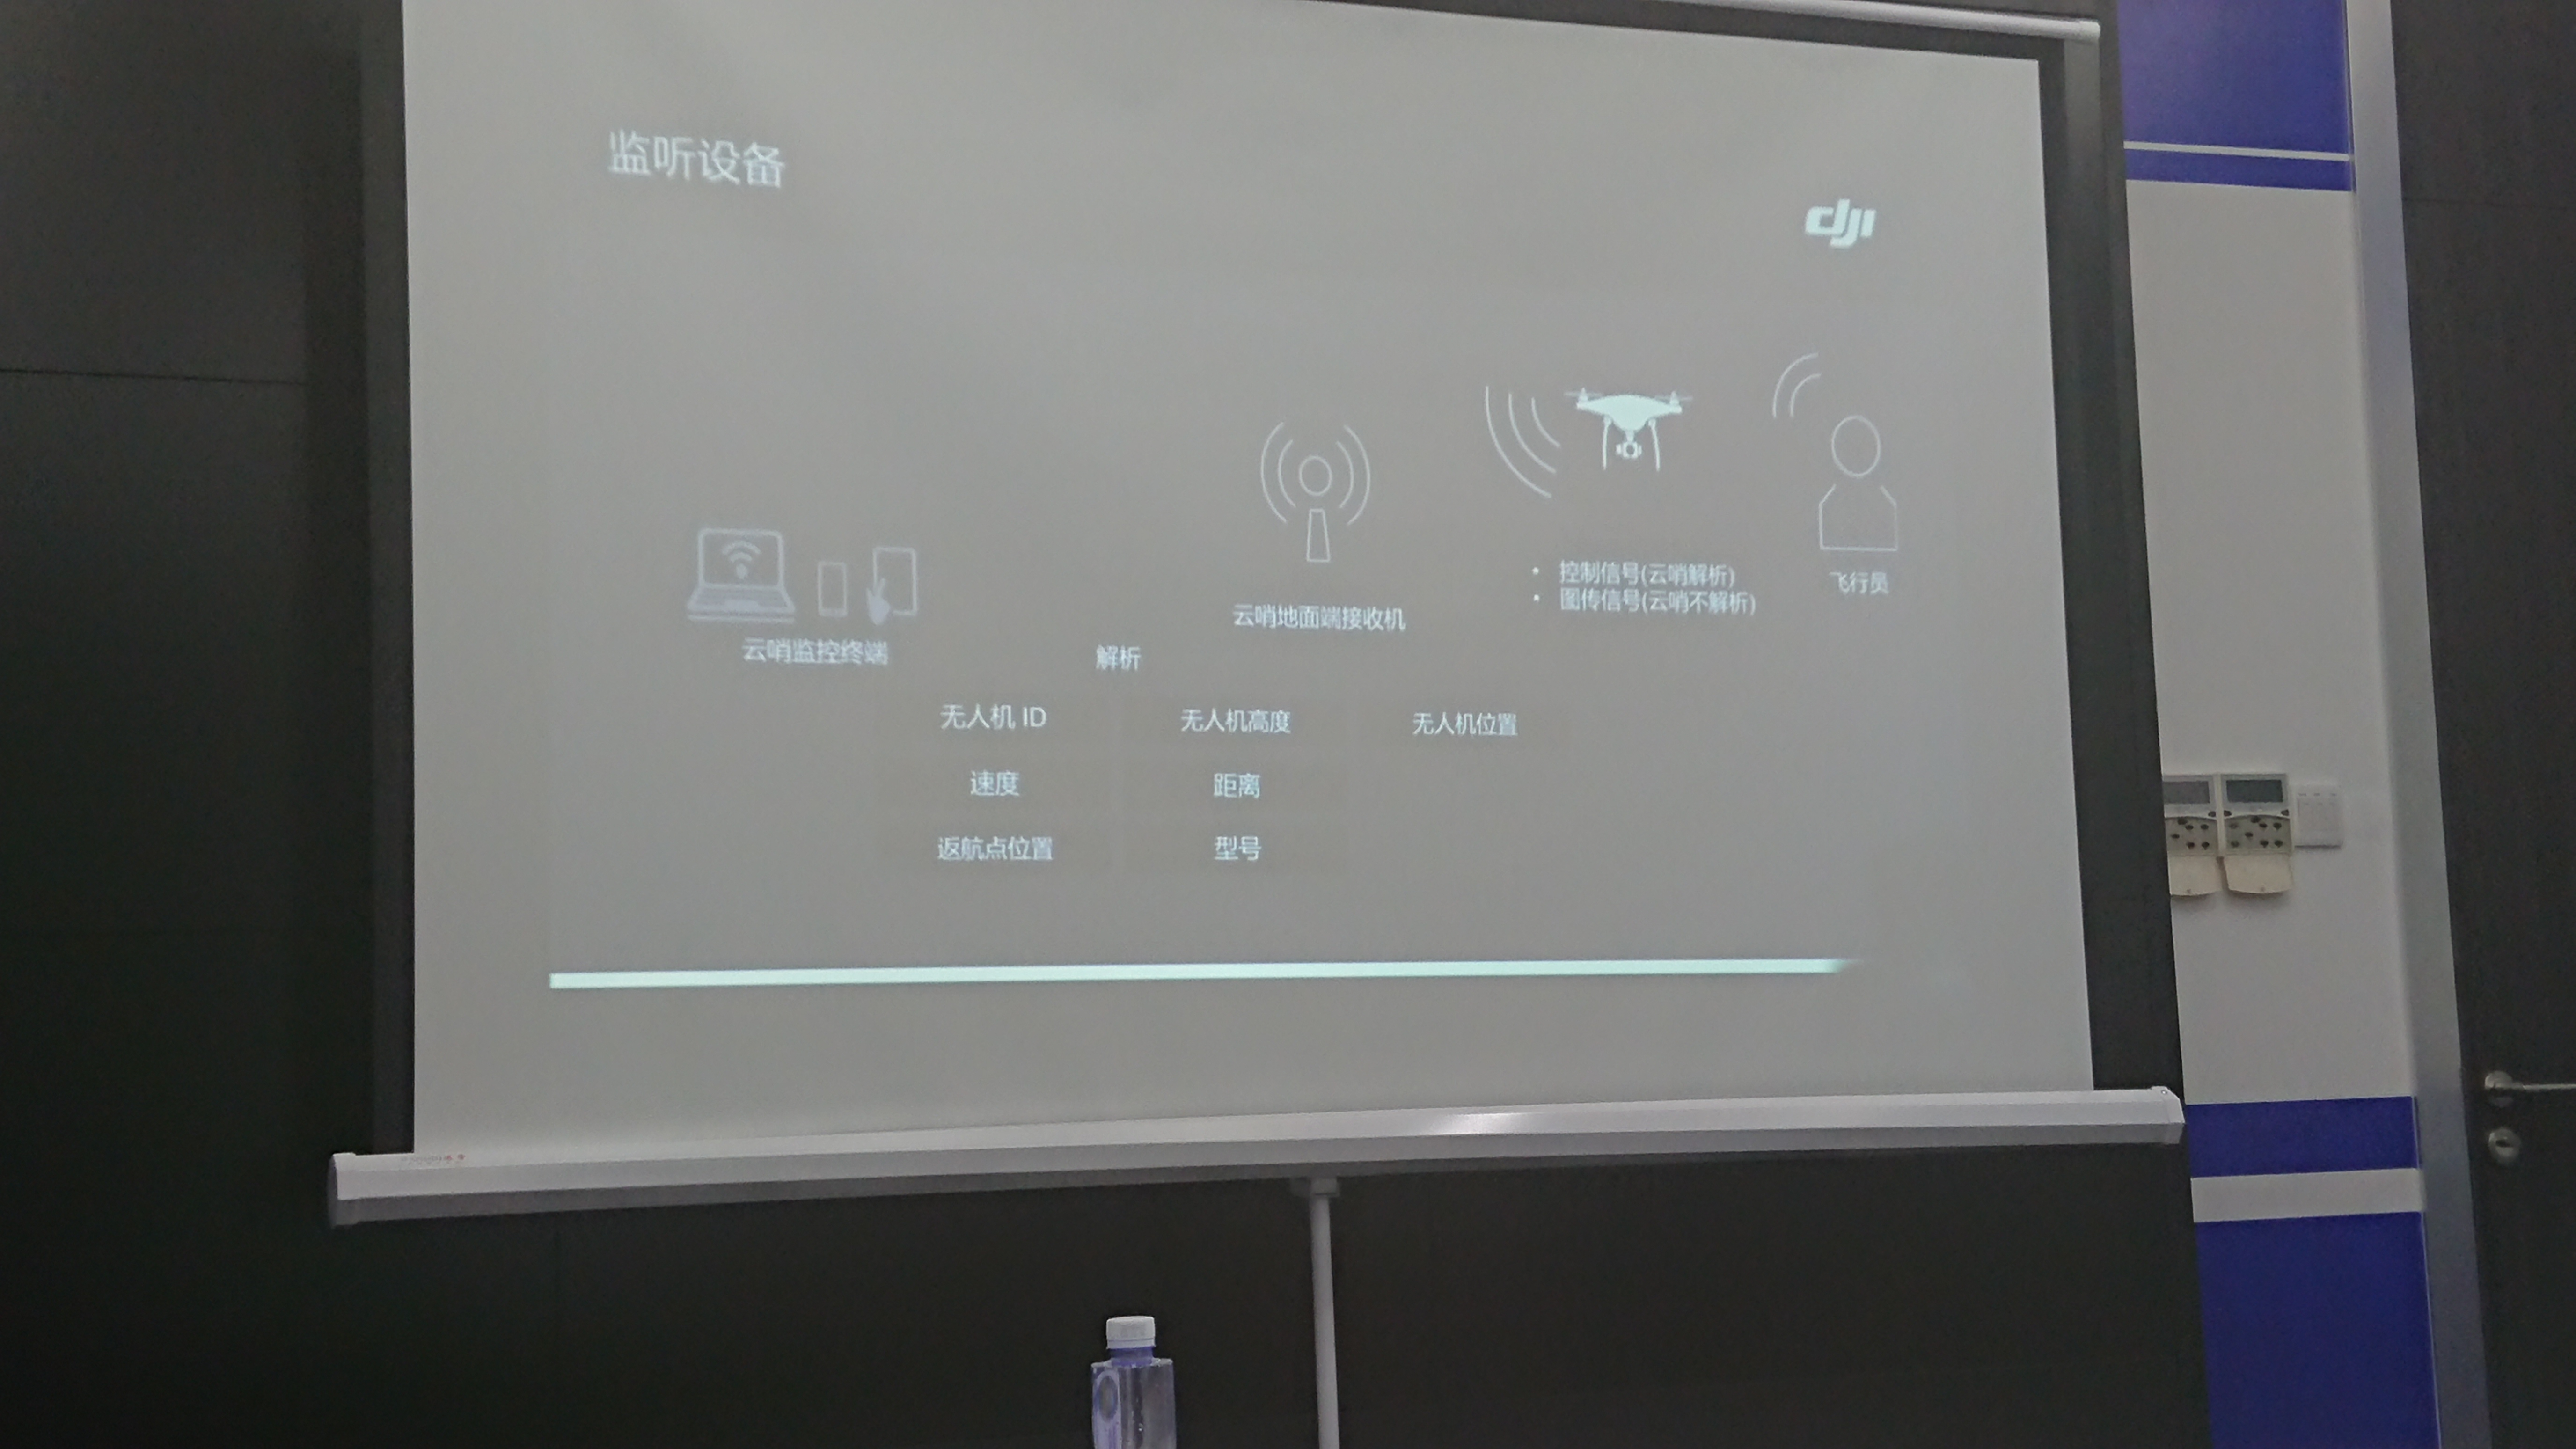 监听设备
dji
控制信号(云哨解析)
图传信号(云哨不解析)
飞行员
云哨地面端接收机
云哨监控终端
解析
无人机 ID 无人机高度 无人机位置
速度 距离
返航点位置 型号